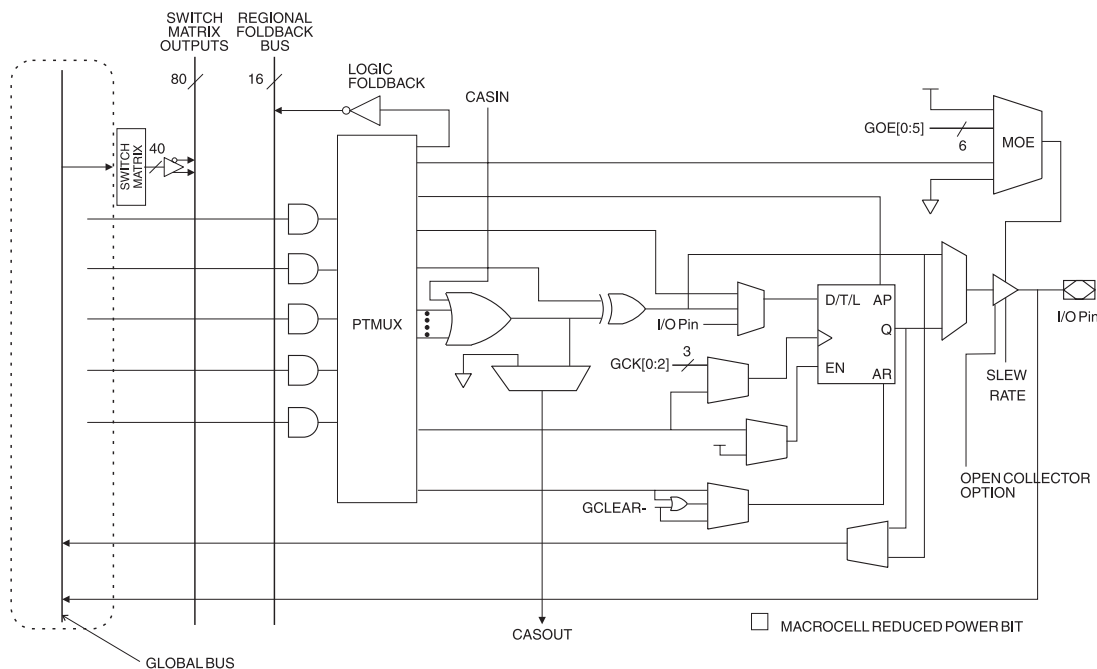 SWITCH
MATRIX
OUTPUTS
REGIONAL
FOLDBACK
BUS
80
16
LOGIC
FOLDBACK
CASIN
GOE[0:5]
6
MOE
SWITCH
MATRIX
40
PTMUX
D/T/L
AP
Q
EN
AR
I/O Pin
I/O Pin
GCK[0:2]
3
SLEW
RATE
OPEN COLLECTOR
OPTION
GCLEAR-
CASOUT
MACROCELL REDUCED POWER BIT
GLOBAL BUS